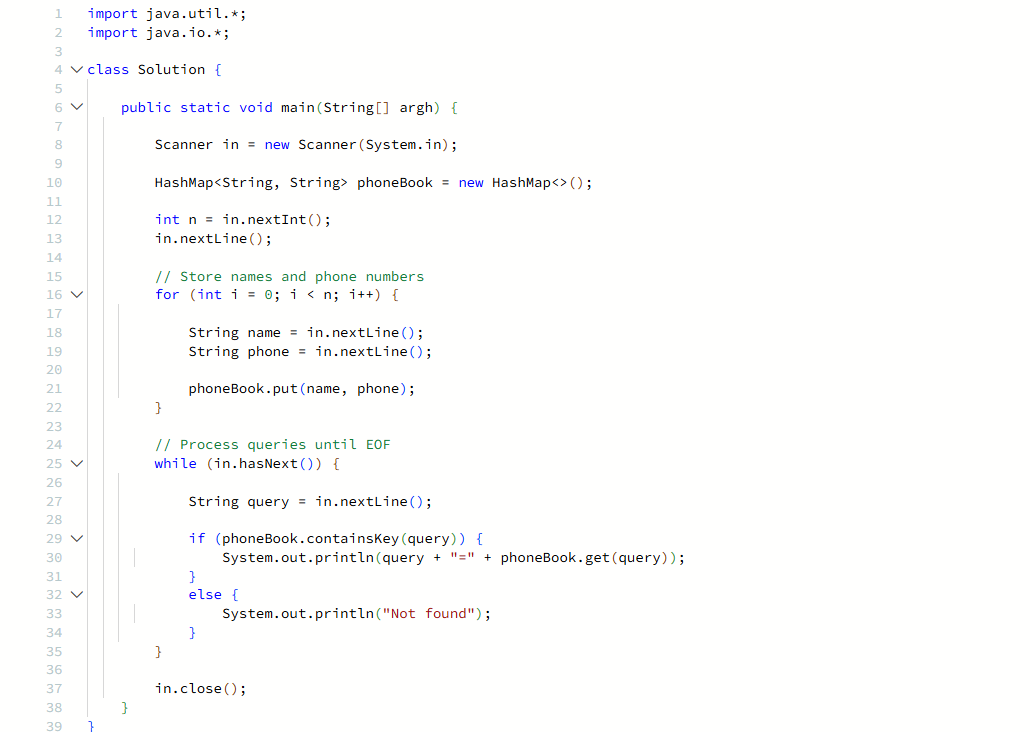 1 import java.util.*;
2 import java.io.*;
3
4 class Solution {
5
6 public static void main(String[] argh) {
7
8 Scanner in = new Scanner(System.in);
9
10 HashMap<String, String> phoneBook = new HashMap<>();
11
12 int n = in.nextInt();
13 in.nextLine();
14
15 // Store names and phone numbers
16 for (int i = 0; i < n; i++) {
17
18 String name = in.nextLine();
19 String phone = in.nextLine();
20
21 phoneBook.put(name, phone);
22 }
23
24 // Process queries until EOF
25 while (in.hasNext()) {
26
27 String query = in.nextLine();
28
29 if (phoneBook.containsKey(query)) {
30 System.out.println(query + "=" + phoneBook.get(query));
31 }
32 else {
33 System.out.println("Not found");
34 }
35 }
36
37 in.close();
38 }
39 }